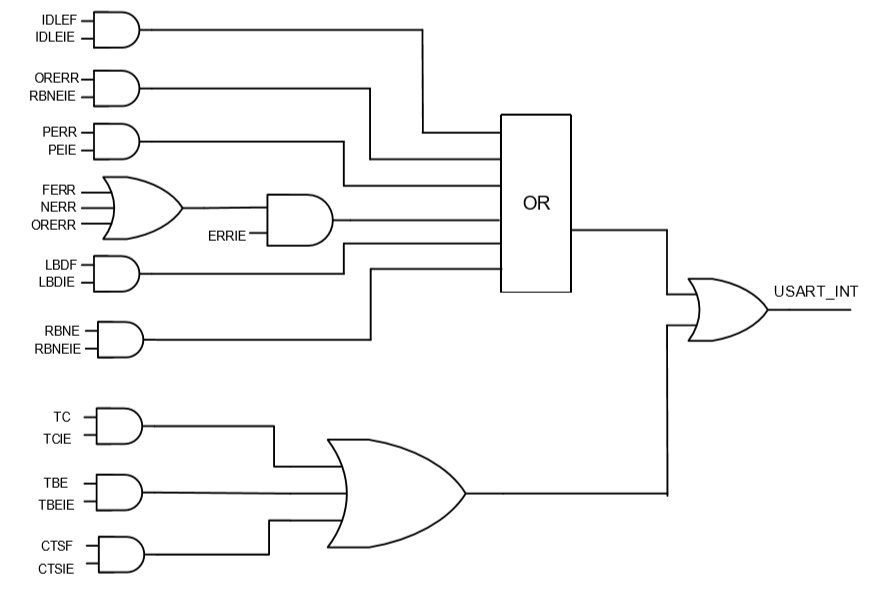 IDLEF
IDLEIE
ORERR
RBNEIE
PERR
PEIE
FERR
NERR
ORERR
ERRIE
LBDF
LBDIE
RBNE
RBNEIE
OR
USART_INT
TC
TCIE
TBE
TBEIE
CTSF
CTSIE